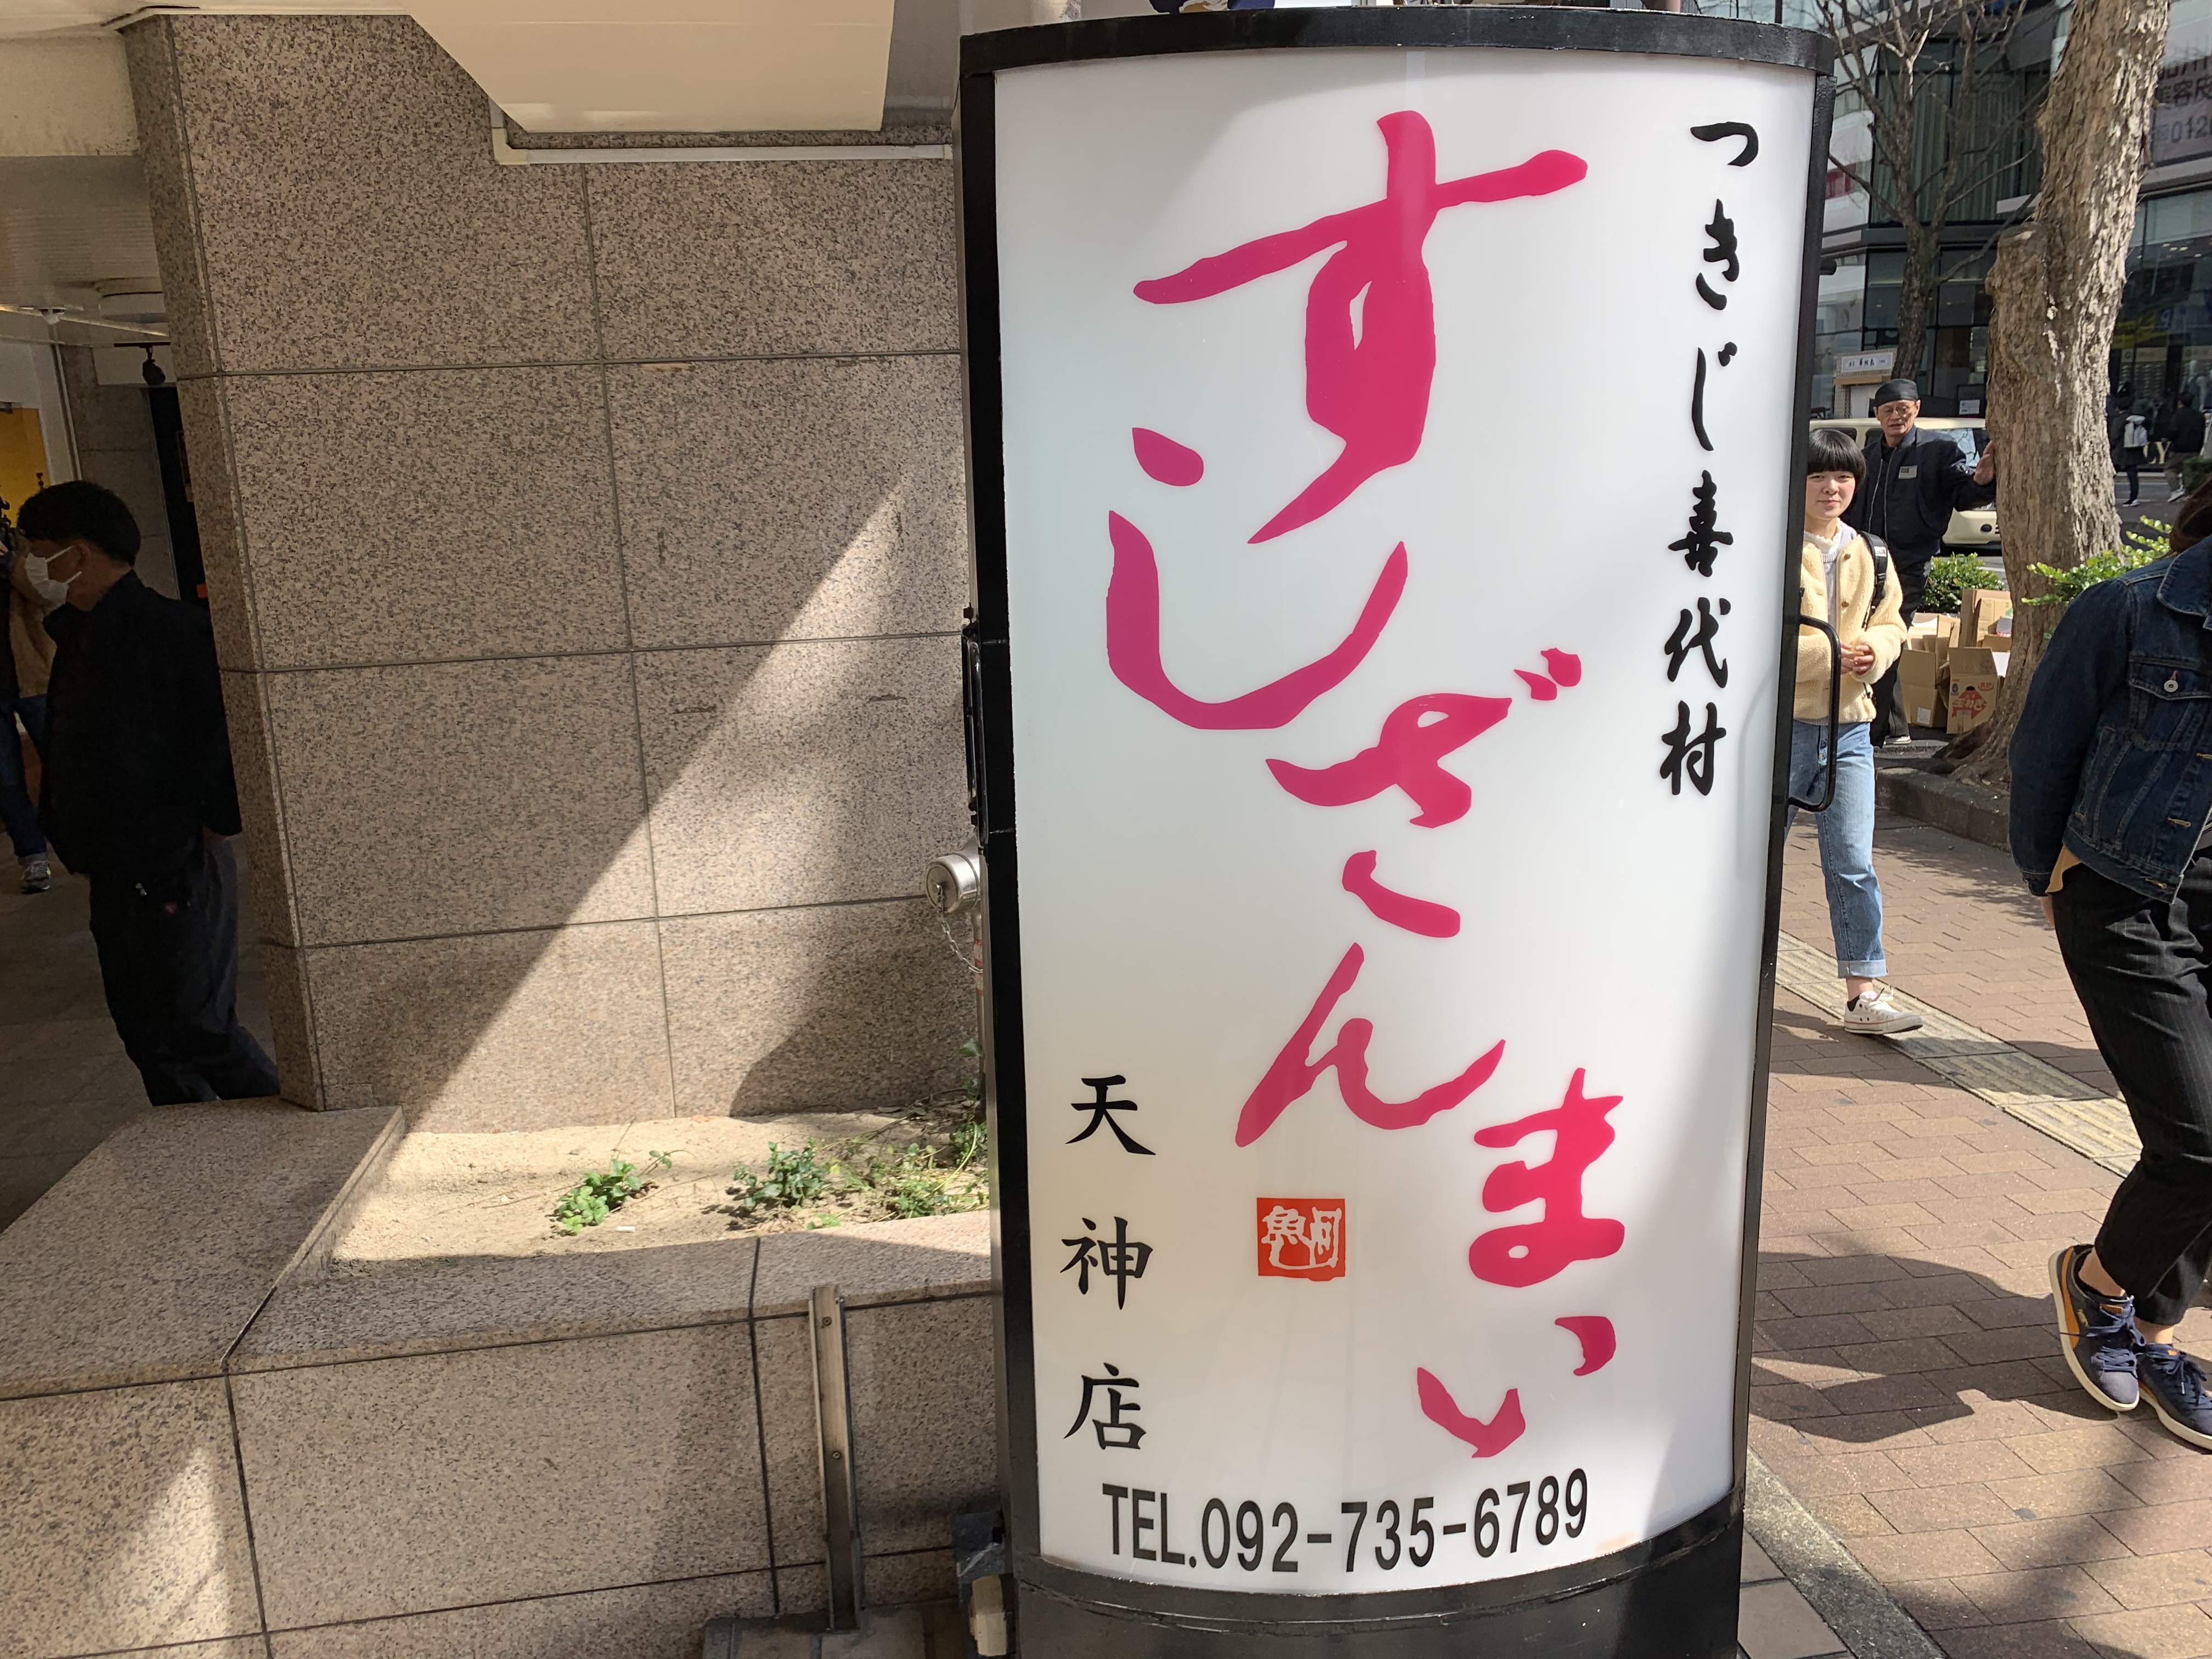 つきじ喜代村
すしざんまい
天神店
TEL.092-735-6789